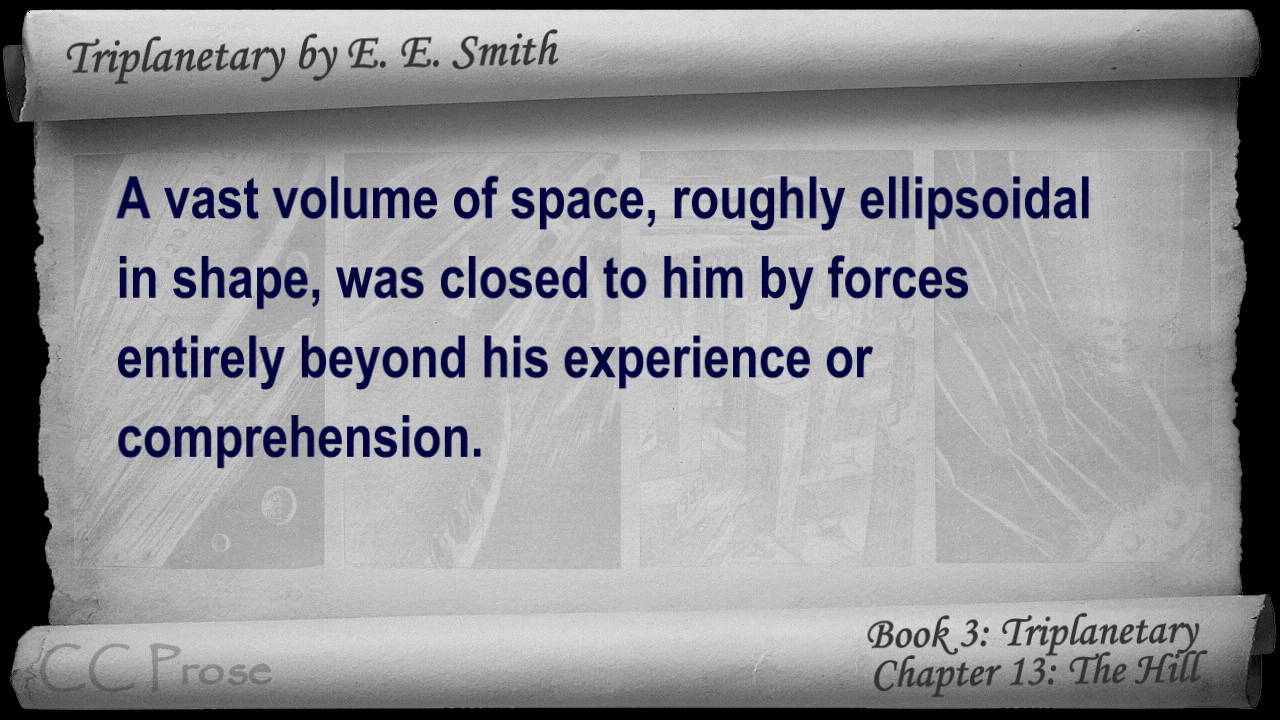 Triplanetary by E. E. Smith
A vast volume of space, roughly ellipsoidal
in shape, was closed to him by forces
entirely beyond his experience or
comprehension.
Book 3: Triplanetary
Chapter 13: The Hill
CC Prose